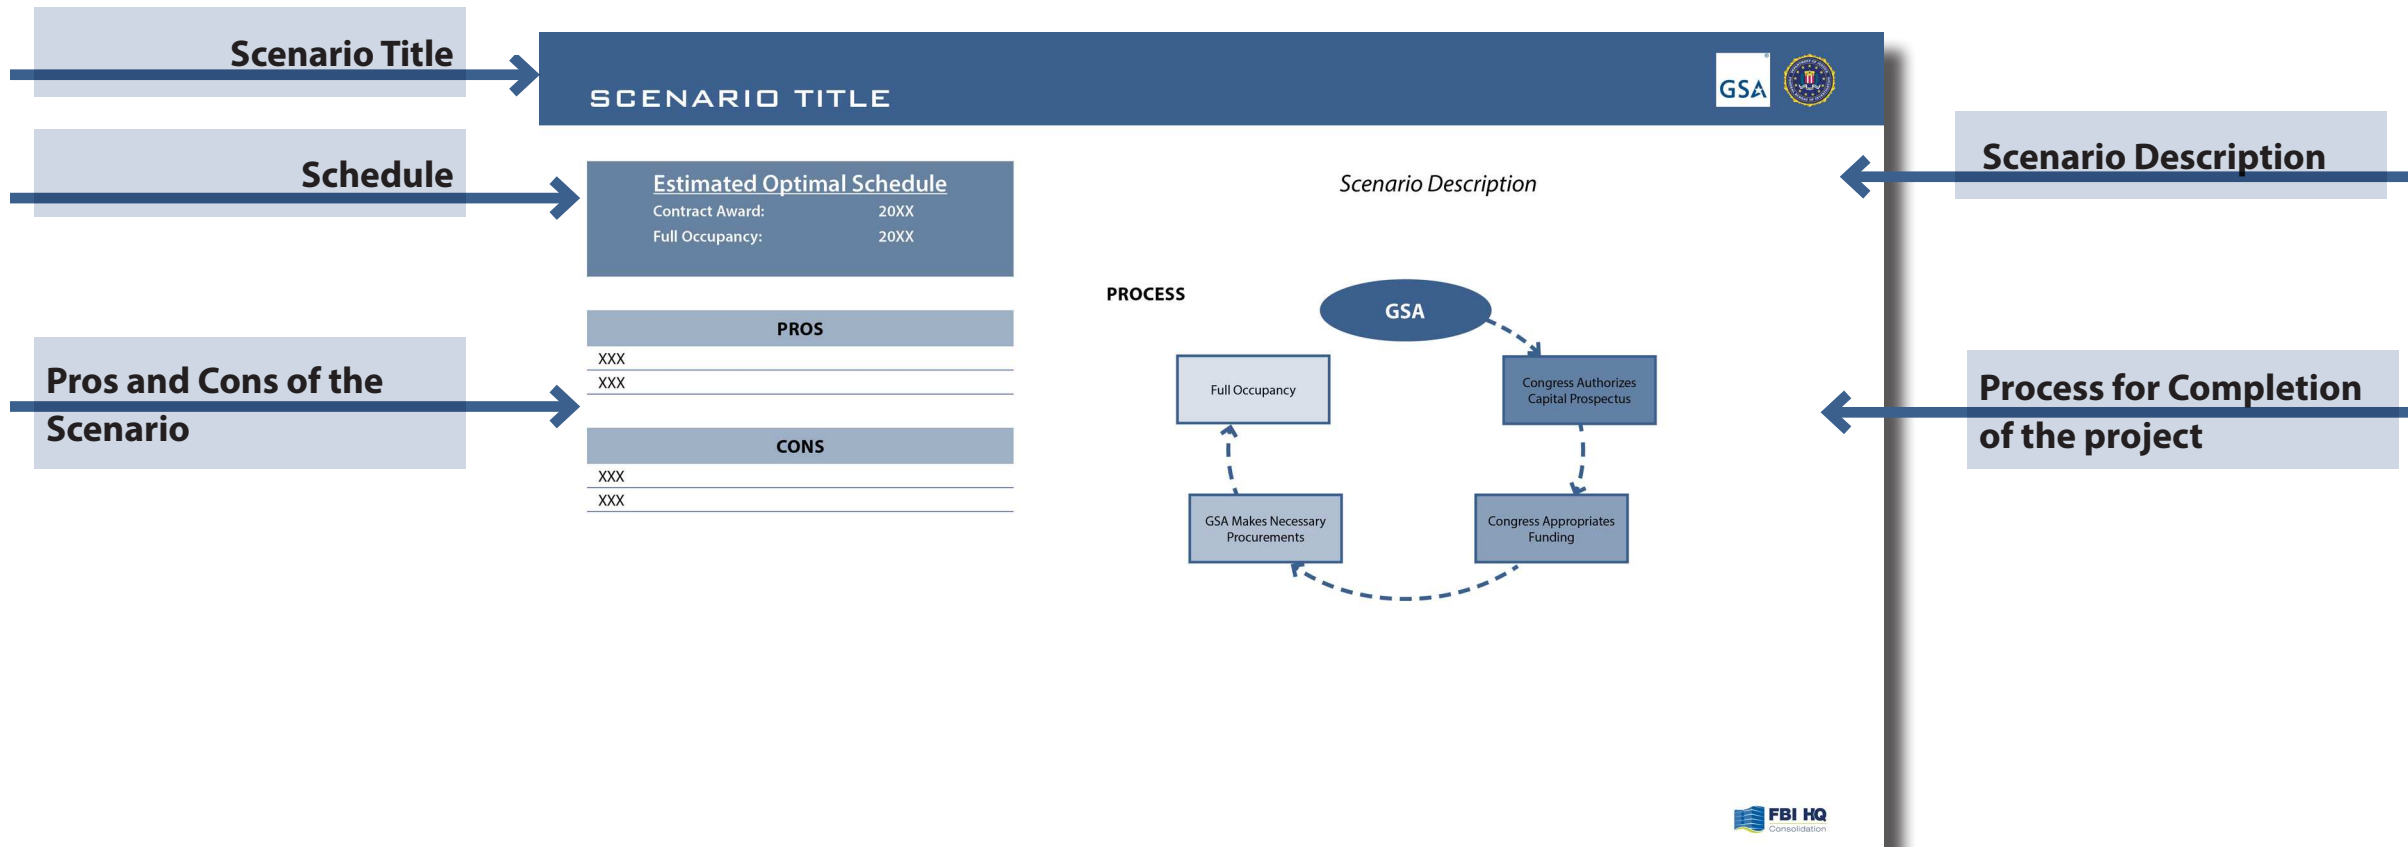 Scenario Title
Schedule
Pros and Cons of the
Scenario
SCENARIO TITLE
GSA
Estimated Optimal Schedule
Contract Award: 20XX
Full Occupancy: 20XX
PROS
XXX
XXX
CONS
XXX
XXX
Scenario Description
PROCESS
GSA
Congress Authorizes
Capital Prospectus
Congress Appropriates
Funding
GSA Makes Necessary
Procurements
Full Occupancy
FBI HQ
Consolidation
Scenario Description
Process for Completion
of the project